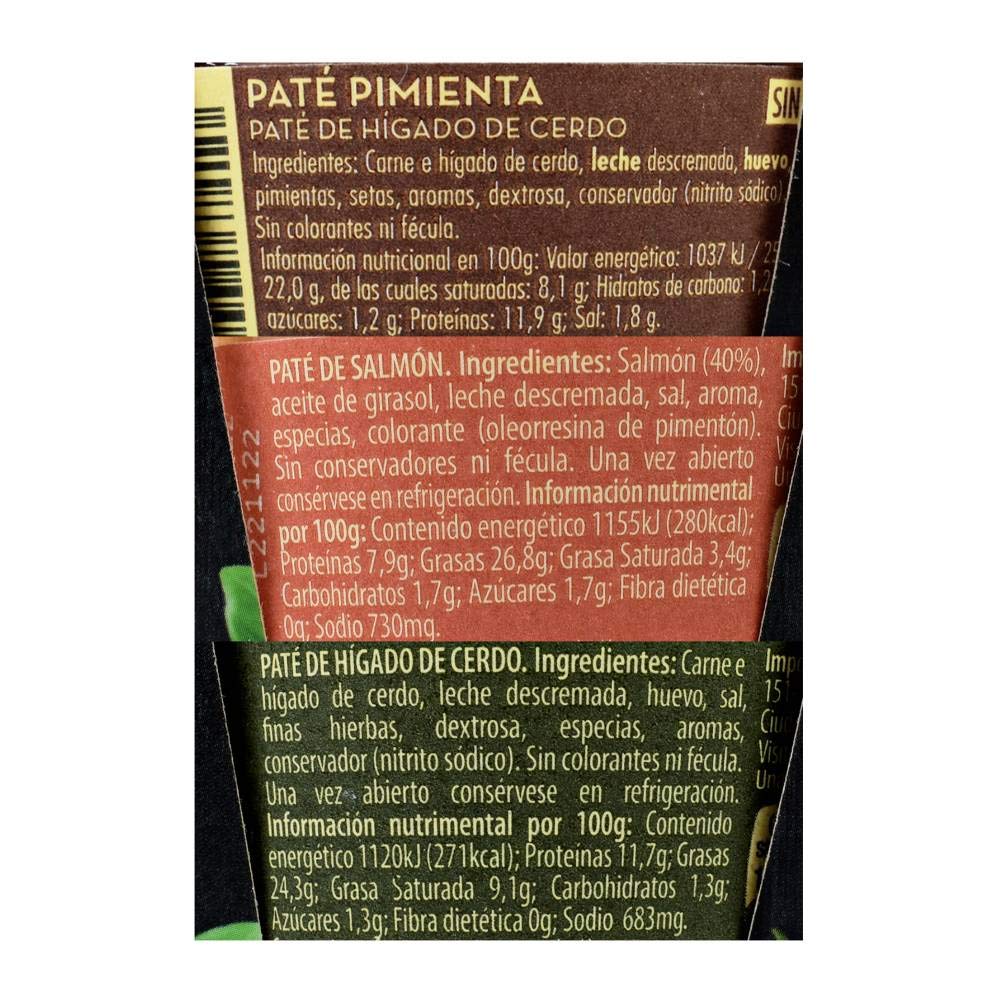 PATÉ PIMIENTA
SIN
PATÉ DE HÍGADO DE CERDO
Ingredientes: Carne e hígado de cerdo, leche descremada, huevo,
pimientas, setas, aromas, dextrosa, conservador (nitrito sódico)
Sin colorantes ni fécula.
Información nutricional en 100g: Valor energético: 1037 kJ /
22,0 g, de las cuales saturadas: 8,1 g; Hidratos de carbono: 1,2
azúcares: 1,2 g; Proteínas: 11,9 g; Sal: 1,8 g.
PATÉ DE SALMÓN. Ingredientes: Salmón (40%),
aceite de girasol, leche descremada, sal, aroma,
especias, colorante (oleorresina de pimentón).
Sin conservadores ni fécula. Una vez abierto
consérvese en refrigeración. Información nutrimental
por 100g: Contenido energético 1155kJ (280kcal);
Proteínas 7,9g; Grasas 26,8g; Grasa Saturada 3,4g;
Carbohidratos 1,7g; Azúcares 1,7g; Fibra dietética
0g; Sodio 730mg.
L221122
PATÉ DE HÍGADO DE CERDO. Ingredientes: Carne e
hígado de cerdo, leche descremada, huevo, sal,
finas hierbas, dextrosa, especias, aromas,
conservador (nitrito sódico). Sin colorantes ni fécula.
Una vez abierto consérvese en refrigeración.
Información nutrimental por 100g: Contenido
energético 1120kJ (271kcal); Proteínas 11,7g; Grasas
24,3g; Grasa Saturada 9,1g; Carbohidratos 1,3g;
Azúcares 1,3g; Fibra dietética 0g; Sodio 683mg.